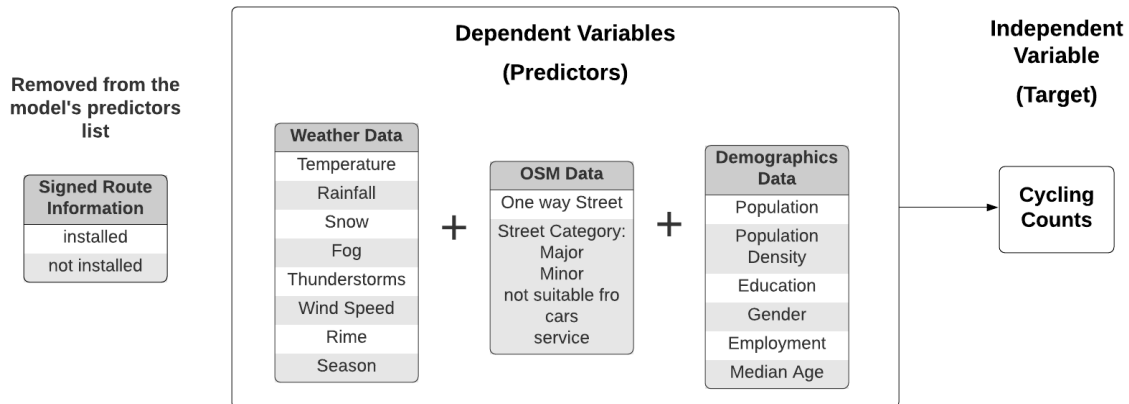 Removed from the
model's predictors
list
Signed Route
Information
installed
not installed
Dependent Variables
(Predictors)
Weather Data
Temperature
Rainfall
Snow
Fog
Thunderstorms
Wind Speed
Rime
Season
+
OSM Data
One way Street
Street Category:
Major
Minor
not suitable fro
cars
service
+
Demographics
Data
Population
Population
Density
Education
Gender
Employment
Median Age
Independent
Variable
(Target)
Cycling
Counts